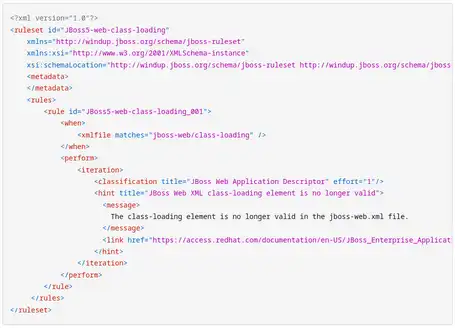 <?xml version="1.0"?>
<ruleset id="JBoss5-web-class-loading"
xmlns="http://windup.jboss.org/schema/jboss-ruleset"
xmlns:xsi="http://www.w3.org/2001/XMLSchema-instance"
xsi:schemaLocation="http://windup.jboss.org/schema/jboss-ruleset http://windup.jboss.org/schema/jboss
<metadata>
</metadata>
<rules>
<rule id="JBoss5-web-class-loading_001">
<when>
<xmlfile matches="jboss-web/class-loading" />
</when>
<perform>
<iteration>
<classification title="JBoss Web Application Descriptor" effort="1"/>
<hint title="JBoss Web XML class-loading element is no longer valid">
<message>
The class-loading element is no longer valid in the jboss-web.xml file.
</message>
<link href="https://access.redhat.com/documentation/en-US/JBoss_Enterprise_Applicat
</hint>
</iteration>
</perform>
</rule>
</rules>
</ruleset>